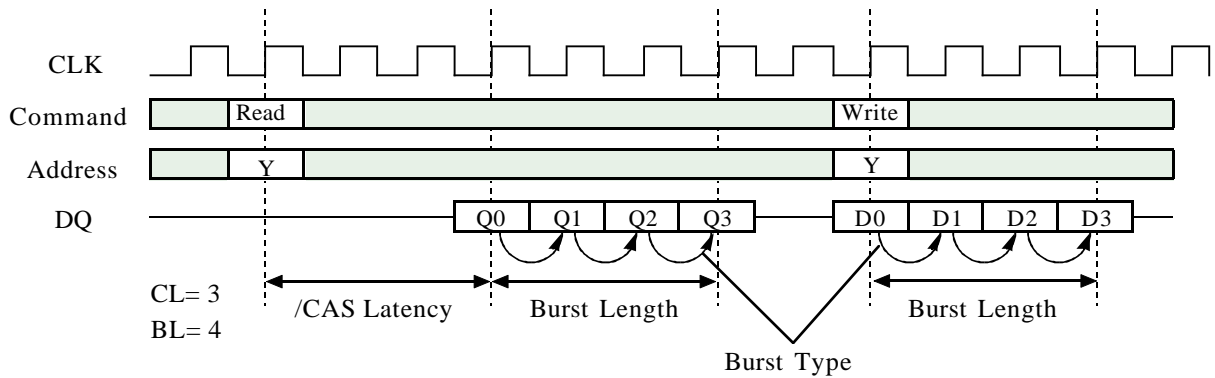 CLK
Command Read Write
Address Y Y
DQ Q0 Q1 Q2 Q3 D0 D1 D2 D3
CL= 3
/CAS Latency Burst Length Burst Length
BL= 4
Burst Type